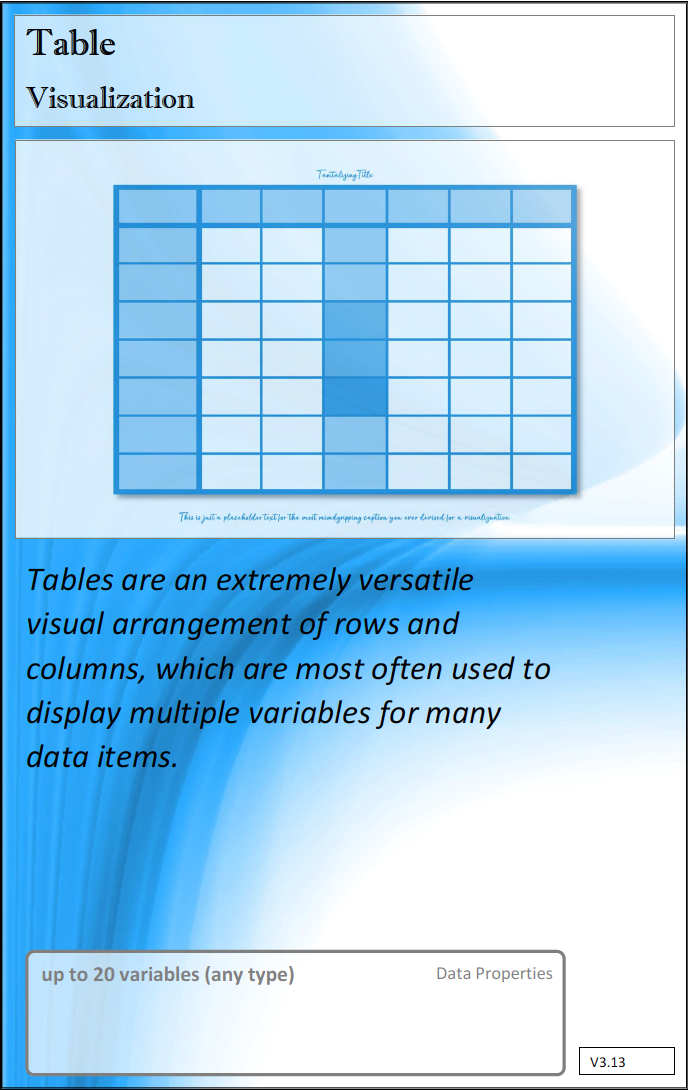 Table
Visualization
Tantalizing Title
This is just a placeholder text for the most mindgripping caption you ever devised for a visualization
Tables are an extremely versatile
visual arrangement of rows and
columns, which are most often used to
display multiple variables for many
data items.
up to 20 variables (any type)
Data Properties
V3.13